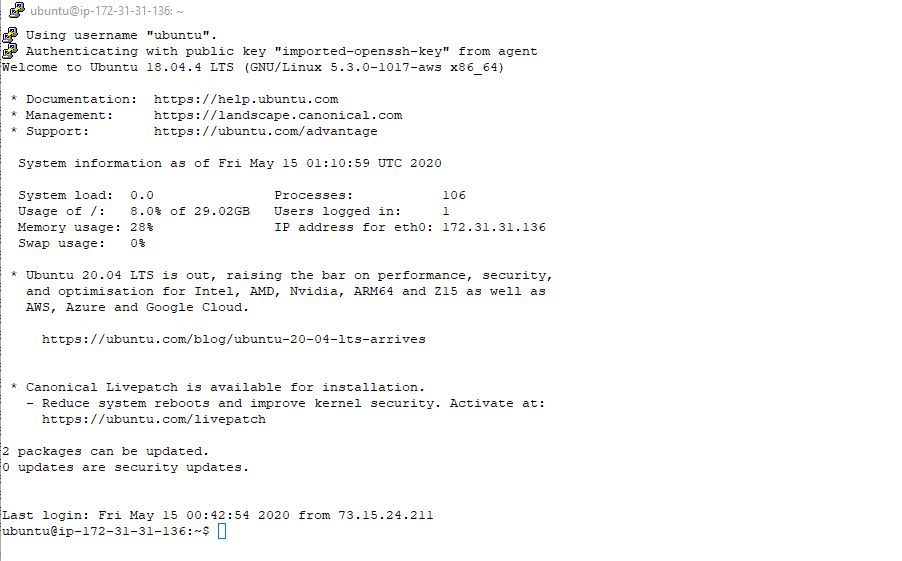 ubuntu@ip-172-31-31-136: ~
Using username "ubuntu".
Authenticating with public key "imported-openssh-key" from agent
Welcome to Ubuntu 18.04.4 LTS (GNU/Linux 5.3.0-1017-aws x86_64)
* Documentation:  https://help.ubuntu.com
* Management:     https://landscape.canonical.com
* Support:        https://ubuntu.com/advantage
System information as of Fri May 15 01:10:59 UTC 2020
System load:  0.0               Processes:           106
Usage of /:   8.0% of 29.02GB   Users logged in:     1
Memory usage: 28%               IP address for eth0: 172.31.31.136
Swap usage:   0%
* Ubuntu 20.04 LTS is out, raising the bar on performance, security,
and optimisation for Intel, AMD, Nvidia, ARM64 and Z15 as well as
AWS, Azure and Google Cloud.
https://ubuntu.com/blog/ubuntu-20-04-lts-arrives
* Canonical Livepatch is available for installation.
- Reduce system reboots and improve kernel security. Activate at:
https://ubuntu.com/livepatch
2 packages can be updated.
0 updates are security updates.
Last login: Fri May 15 00:42:54 2020 from 73.15.24.211
ubuntu@ip-172-31-31-136:~$